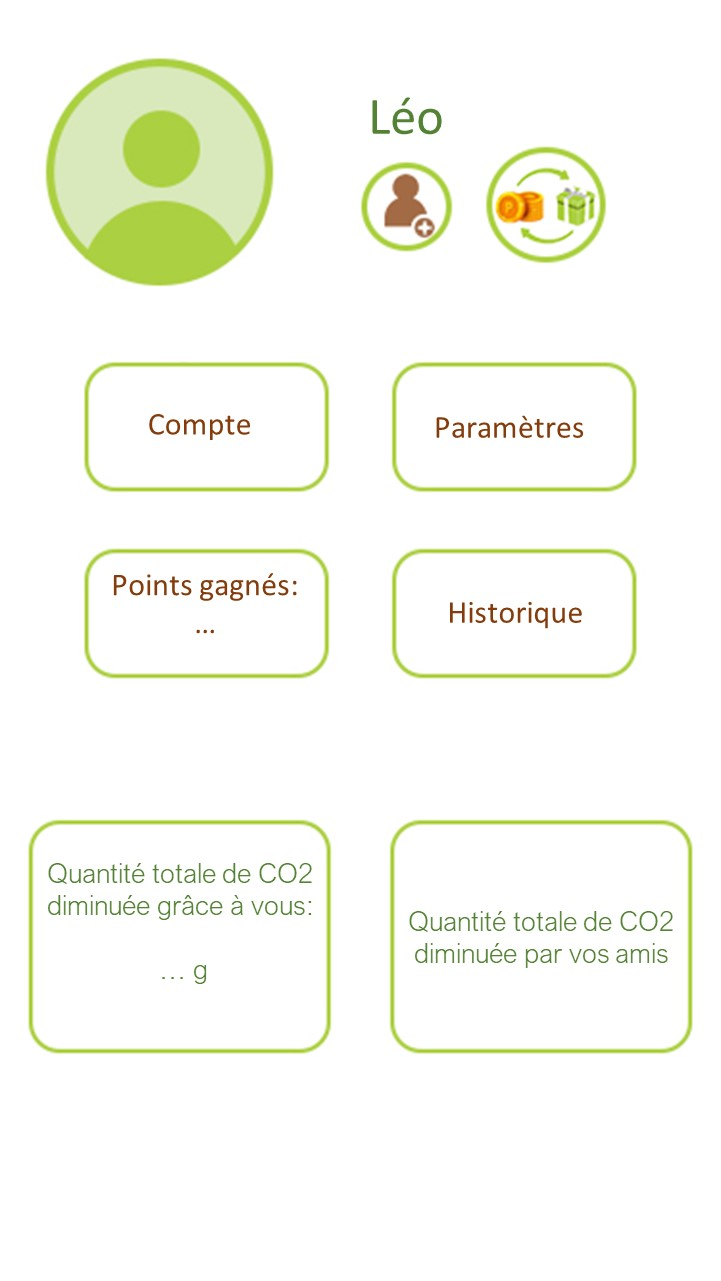 Léo
Compte
Paramètres
Points gagnés:
...
Historique
Quantité totale de CO2
diminuée grâce à vous:
... g
Quantité totale de CO2
diminuée par vos amis